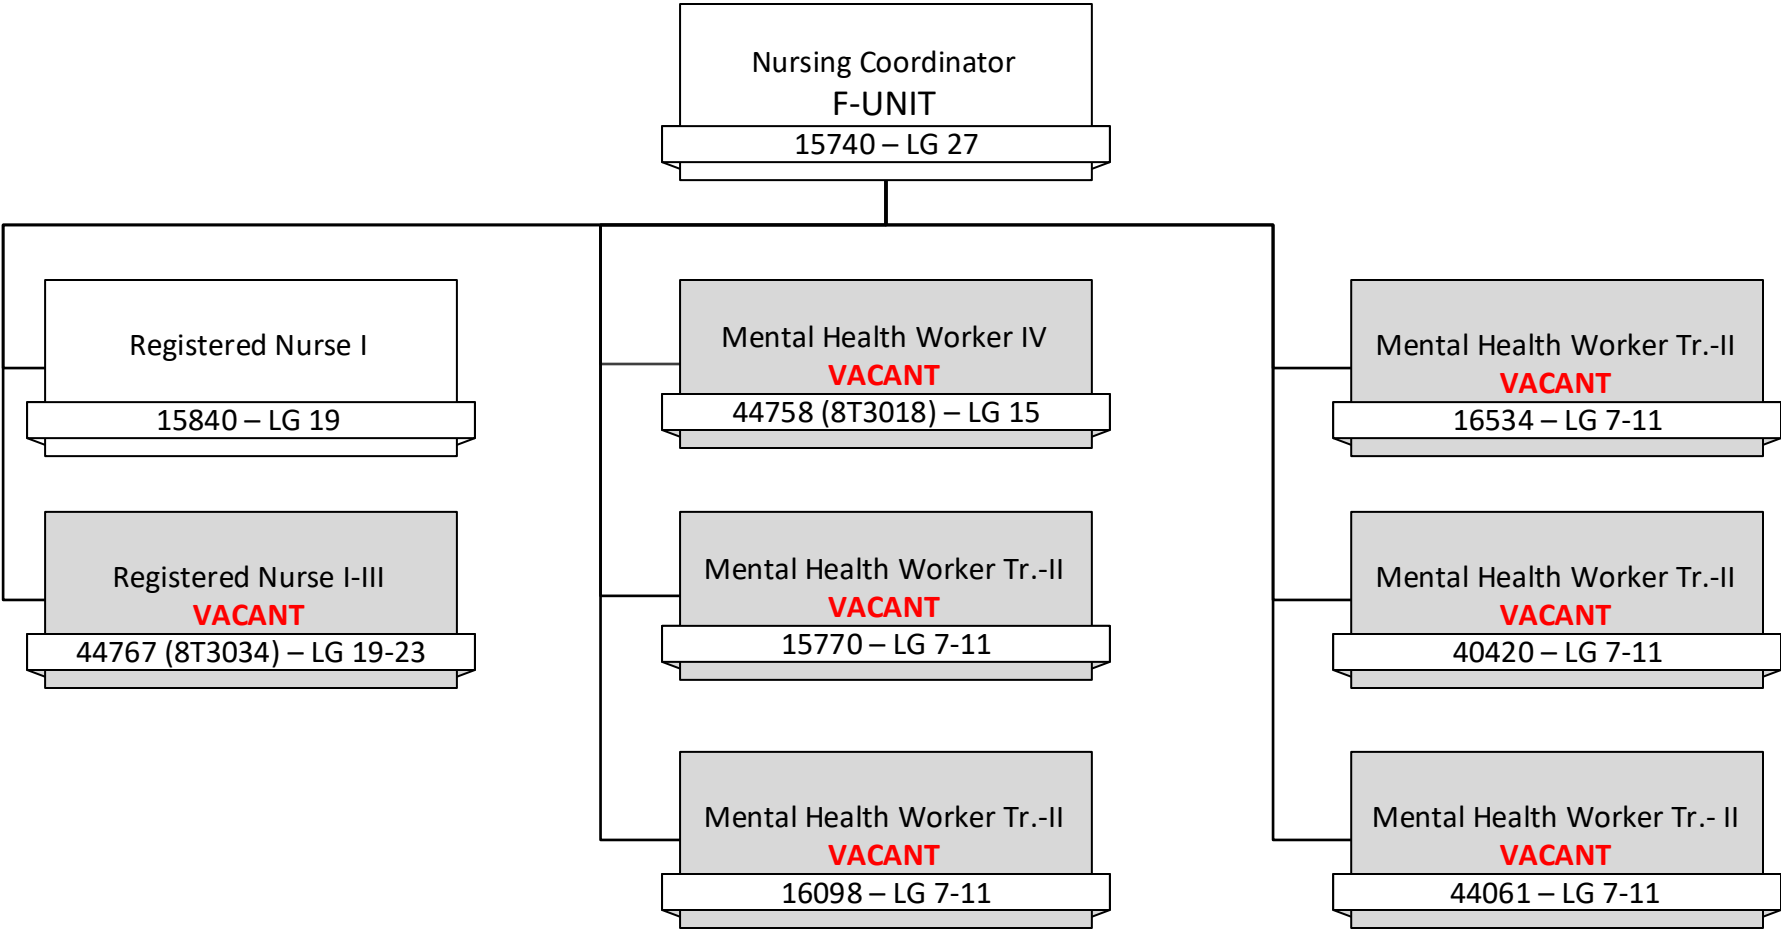 Nursing Coordinator
F-UNIT
15740 – LG 27
Registered Nurse I
15840 – LG 19
Mental Health Worker IV
VACANT
44758 (8T3018) – LG 15
Mental Health Worker Tr.-II
VACANT
16534 – LG 7-11
Registered Nurse I-III
VACANT
44767 (8T3034) – LG 19-23
Mental Health Worker Tr.-II
VACANT
15770 – LG 7-11
Mental Health Worker Tr.-II
VACANT
40420 – LG 7-11
Mental Health Worker Tr.-II
VACANT
16098 – LG 7-11
Mental Health Worker Tr.- II
VACANT
44061 – LG 7-11